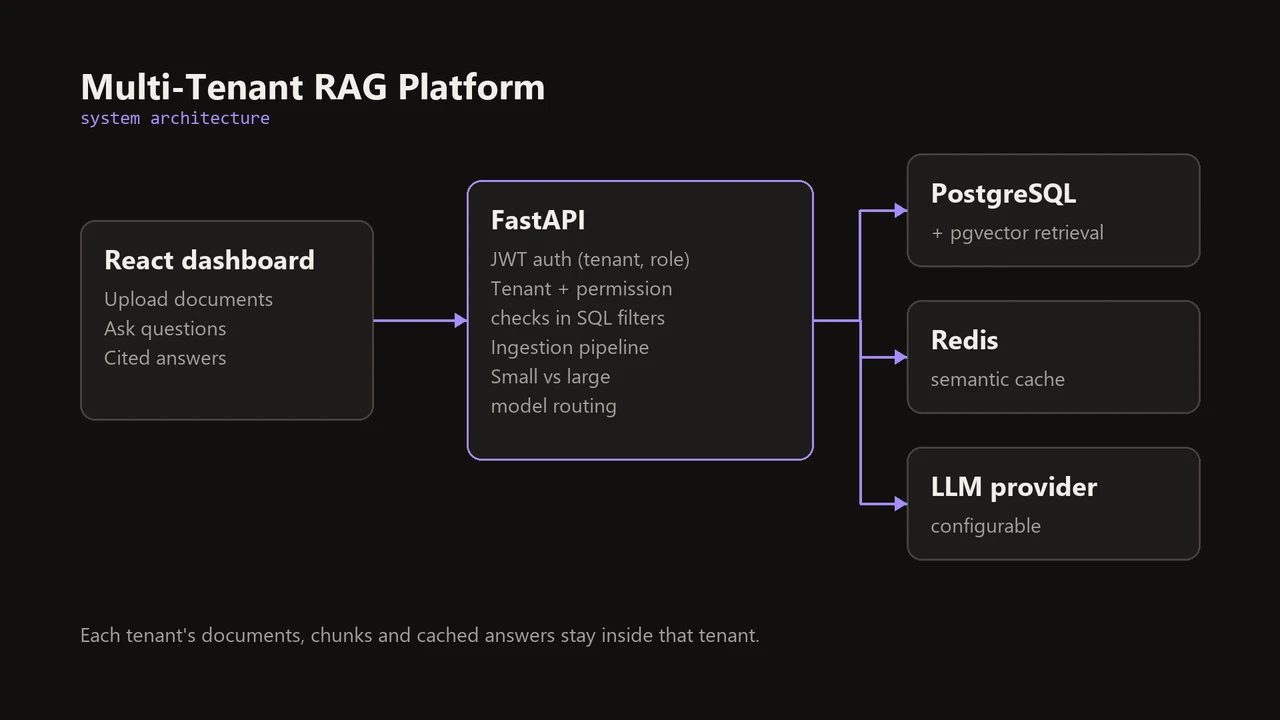 Multi-Tenant RAG Platform
system architecture
React dashboard
Upload documents
Ask questions
Cited answers
FastAPI
JWT auth (tenant, role)
Tenant + permission
checks in SQL filters
Ingestion pipeline
Small vs large
model routing
PostgreSQL
+ pgvector retrieval
Redis
semantic cache
LLM provider
configurable
Each tenant's documents, chunks and cached answers stay inside that tenant.